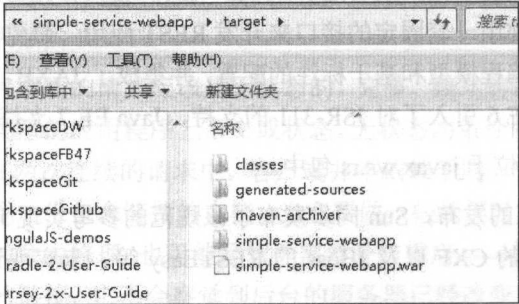 « simple-service-webapp ▸ target ▸ 搜索 t
(E) 查看(V) 工具(T) 帮助(H)
包含到库中 ▾ 共享 ▾ 新建文件夹
rkspaceDW
rkspaceFB47
rkspaceGit
rkspaceGithub
ngulaJS-demos
radle-2-User-Guide
ersey-2x-User-Guide
名称
classes
generated-sources
maven-archiver
simple-service-webapp
simple-service-webapp.war